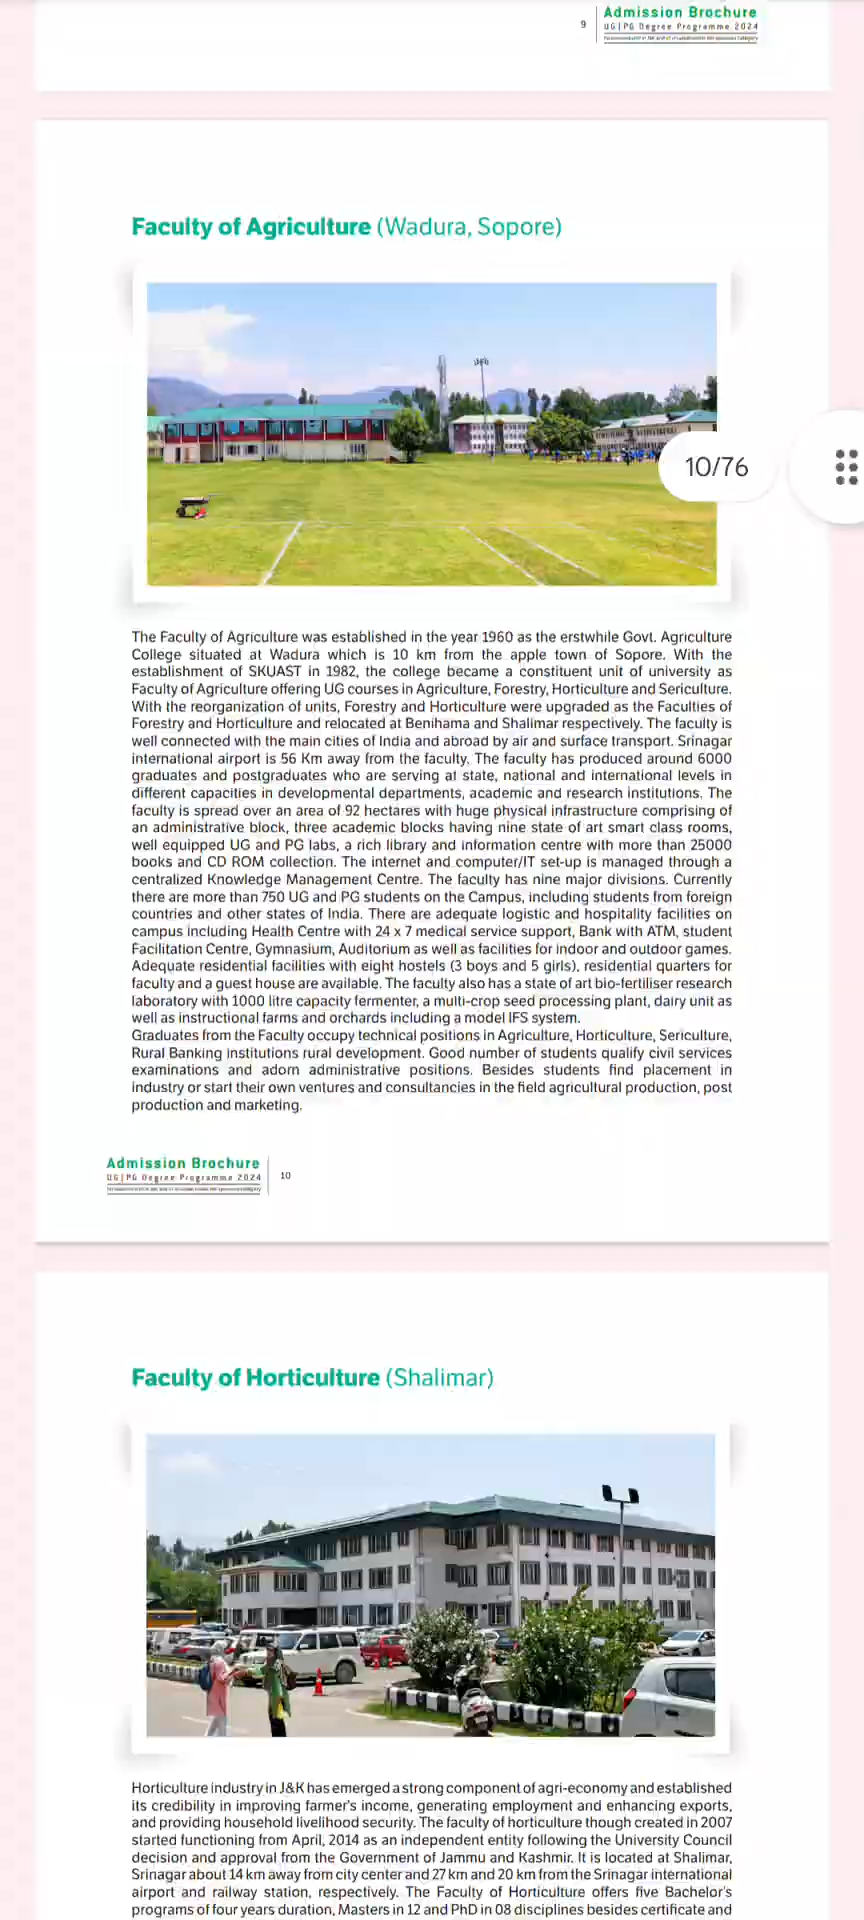 9
Admission Brochure
UG|PG Degree Programme 2024
Faculty of Agriculture (Wadura, Sopore)
10/76
The Faculty of Agriculture was established in the year 1960 as the erstwhile Govt. Agriculture
College situated at Wadura which is 10 km from the apple town of Sopore. With the
establishment of SKUAST in 1982, the college became a constituent unit of university as
Faculty of Agriculture offering UG courses in Agriculture, Forestry, Horticulture and Sericulture.
With the reorganization of units, Forestry and Horticulture were upgraded as the Faculties of
Forestry and Horticulture and relocated at Benihama and Shalimar respectively. The faculty is
well connected with the main cities of India and abroad by air and surface transport. Srinagar
international airport is 56 Km away from the faculty. The faculty has produced around 6000
graduates and postgraduates who are serving at state, national and international levels in
different capacities in developmental departments, academic and research institutions. The
faculty is spread over an area of 92 hectares with huge physical infrastructure comprising of
an administrative block, three academic blocks having nine state of art smart class rooms,
well equipped UG and PG labs, a rich library and information centre with more than 25000
books and CD ROM collection. The internet and computer/IT set-up is managed through a
centralized Knowledge Management Centre. The faculty has nine major divisions. Currently
there are more than 750 UG and PG students on the Campus, including students from foreign
countries and other states of India. There are adequate logistic and hospitality facilities on
campus including Health Centre with 24 x 7 medical service support, Bank with ATM, student
Facilitation Centre, Gymnasium, Auditorium as well as facilities for indoor and outdoor games.
Adequate residential facilities with eight hostels (3 boys and 5 girls), residential quarters for
faculty and a guest house are available. The faculty also has a state of art bio-fertiliser research
laboratory with 1000 litre capacity fermenter, a multi-crop seed processing plant, dairy unit as
well as instructional farms and orchards including a model IFS system.
Graduates from the Faculty occupy technical positions in Agriculture, Horticulture, Sericulture,
Rural Banking institutions rural development. Good number of students qualify civil services
examinations and adorn administrative positions. Besides students find placement in
industry or start their own ventures and consultancies in the field agricultural production, post
production and marketing.
Admission Brochure
UG|PG Degree Programme 2024
10
Faculty of Horticulture (Shalimar)
Horticulture industry in J&K has emerged a strong component of agri-economy and established
its credibility in improving farmer's income, generating employment and enhancing exports,
and providing household livelihood security. The faculty of horticulture though created in 2007
started functioning from April, 2014 as an independent entity following the University Council
decision and approval from the Government of Jammu and Kashmir. It is located at Shalimar,
Srinagar about 14 km away from city center and 27 km and 20 km from the Srinagar international
airport and railway station, respectively. The Faculty of Horticulture offers five Bachelor's
programs of four years duration, Masters in 12 and PhD in 08 disciplines besides certificate and